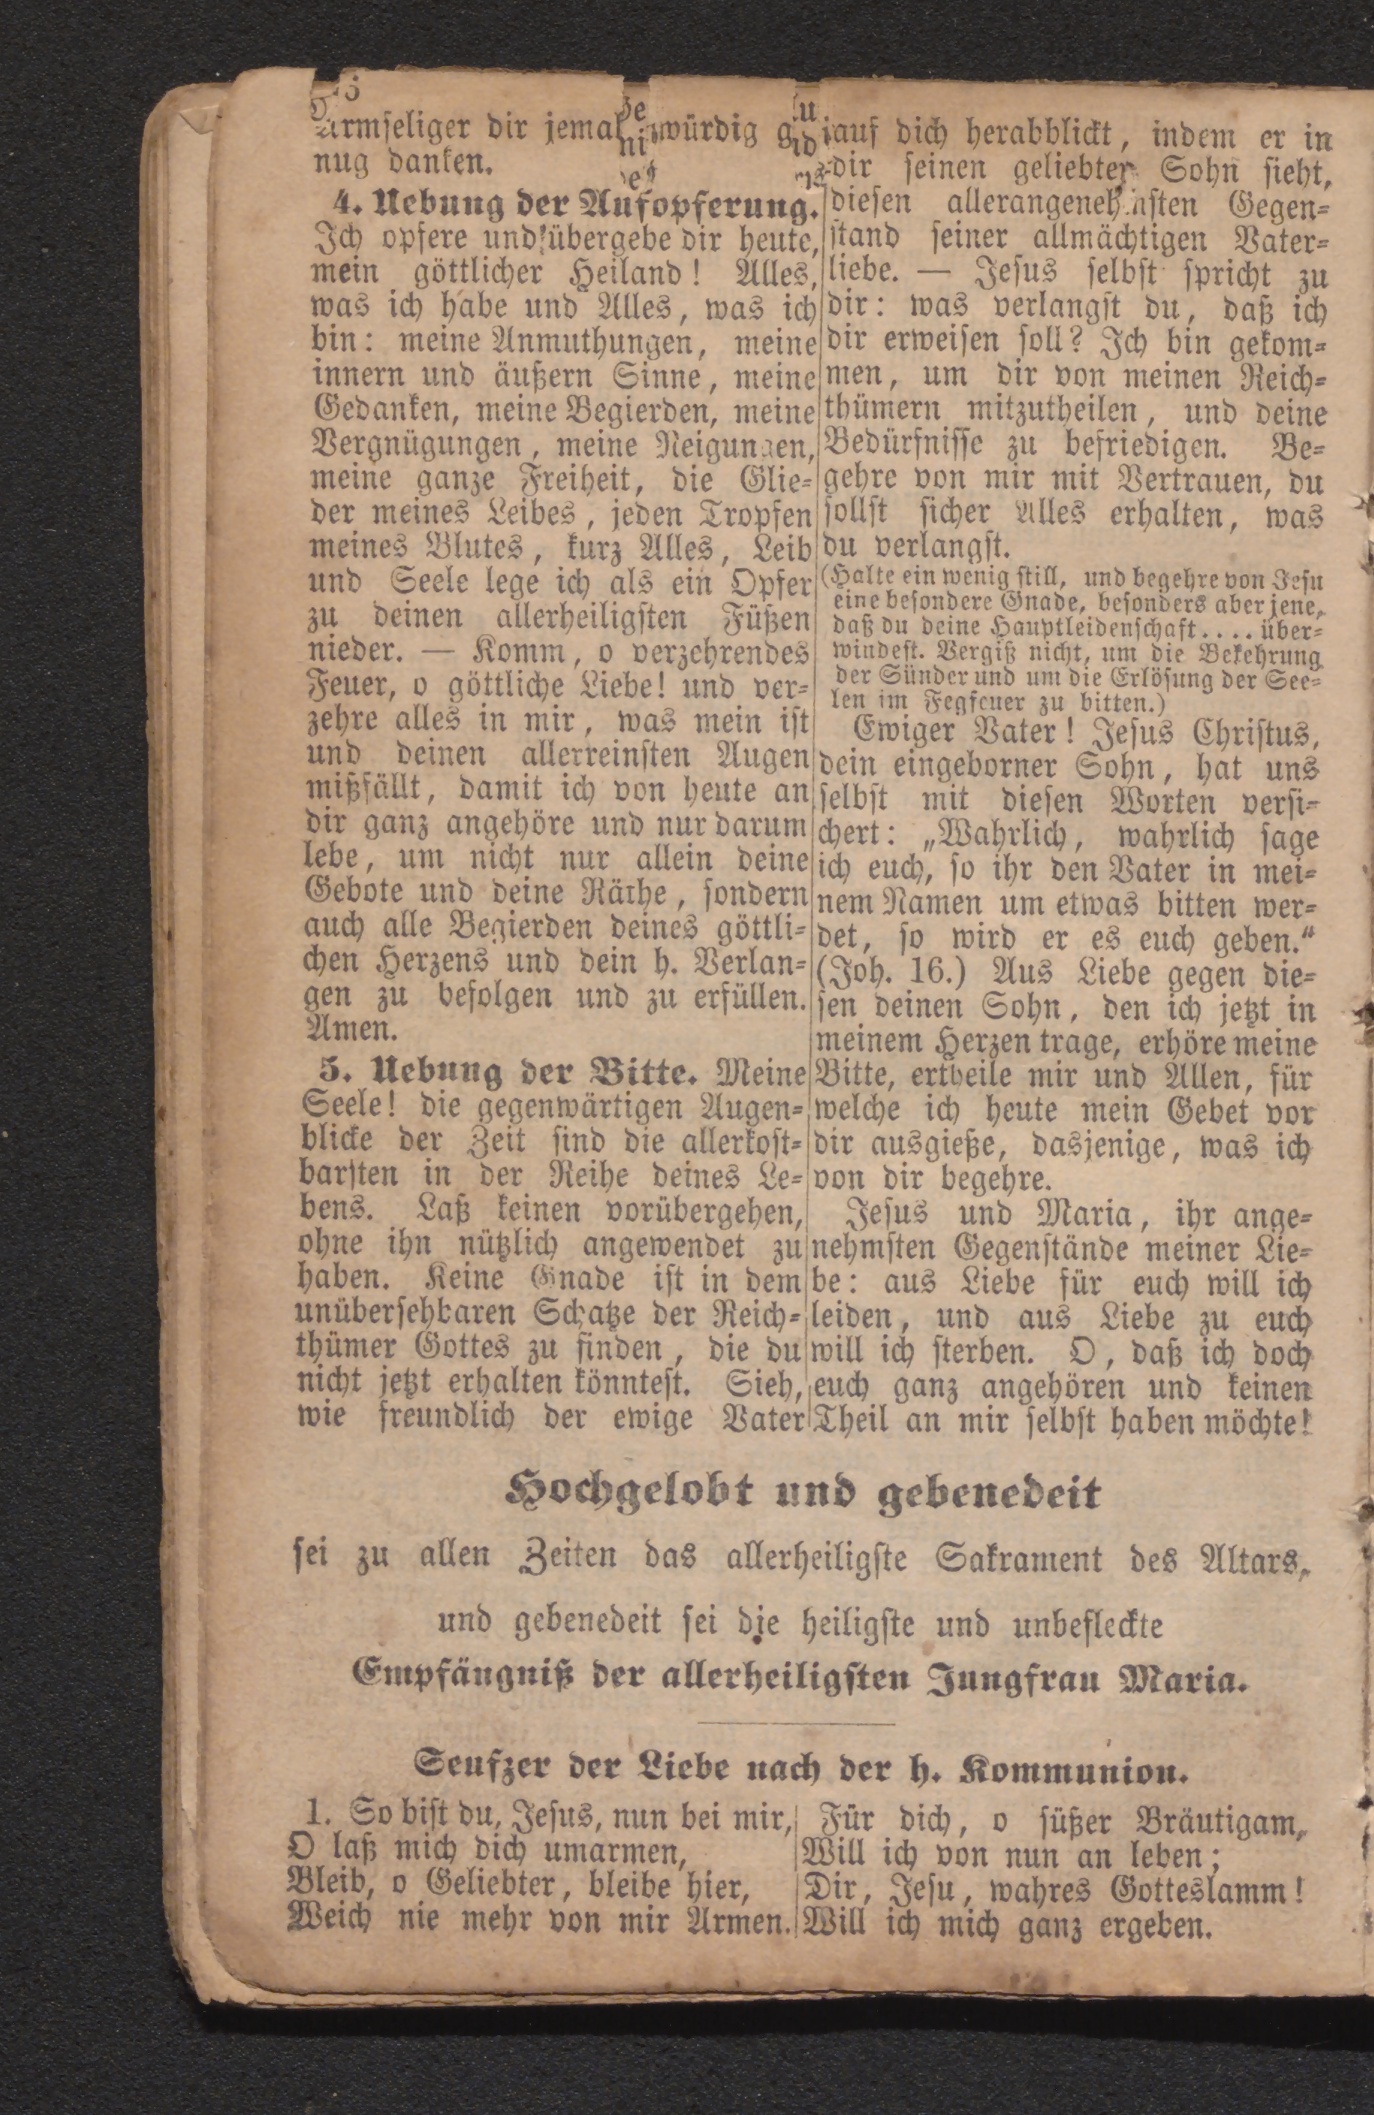 Armseliger dir jemals würdig ge-
nug danken.
4. Uebung der Aufopferung.
Ich opfere und übergebe dir heute,
mein göttlicher Heiland! Alles,
was ich habe und Alles, was ich
bin: meine Anmuthungen, meine
innern und äußern Sinne, meine
Gedanken, meine Begierden, meine
Vergnügungen, meine Neigungen,
meine ganze Freiheit, die Glie-
der meines Leibes, jeden Tropfen
meines Blutes, kurz Alles, Leib
und Seele lege ich als ein Opfer
zu deinen allerheiligsten Füßen
nieder. — Komm, o verzehrendes
Feuer, o göttliche Liebe! und ver-
zehre alles in mir, was mein ist
und deinen allerreinsten Augen
mißfällt, damit ich von heute an
dir ganz angehöre und nur darum
lebe, um nicht nur allein deine
Gebote und deine Räthe, sondern
auch alle Begierden deines göttli-
chen Herzens und dein h. Verlan-
gen zu befolgen und zu erfüllen.
Amen.
5. Uebung der Bitte. Meine
Seele! die gegenwärtigen Augen-
blicke der Zeit sind die allerkost-
barsten in der Reihe deines Le-
bens. Laß keinen vorübergehen,
ohne ihn nützlich angewendet zu
haben. Keine Gnade ist in dem
unübersehbaren Schatze der Reich-
thümer Gottes zu finden, die du
nicht jetzt erhalten könntest. Sieh,
wie freundlich der ewige Vater
auf dich herabblickt, indem er in
dir seinen geliebten Sohn sieht,
diesen allerangenehmsten Gegen-
stand seiner allmächtigen Vater-
liebe. — Jesus selbst spricht zu
dir: was verlangst du, daß ich
dir erweisen soll? Ich bin gekom-
men, um dir von meinen Reich-
thümern mitzutheilen, und deine
Bedürfnisse zu befriedigen. Be-
gehre von mir mit Vertrauen, du
sollst sicher Alles erhalten, was
du verlangst.
(Halte ein wenig still, und begehre von Jesu
eine besondere Gnade, besonders aber jene,
daß du deine Hauptleidenschaft.... über-
windest. Vergiß nicht, um die Bekehrung
der Sünder und um die Erlösung der See-
len im Fegfeuer zu bitten.)
Ewiger Vater! Jesus Christus,
dein eingeborner Sohn, hat uns
selbst mit diesen Worten versi-
chert: „Wahrlich, wahrlich sage
ich euch, so ihr den Vater in mei-
nem Namen um etwas bitten wer-
det, so wird er es euch geben.“
(Joh. 16.) Aus Liebe gegen die-
sen deinen Sohn, den ich jetzt in
meinem Herzen trage, erhöre meine
Bitte, ertheile mir und Allen, für
welche ich heute mein Gebet vor
dir ausgieße, dasjenige, was ich
von dir begehre.
Jesus und Maria, ihr ange-
nehmsten Gegenstände meiner Lie-
be: aus Liebe für euch will ich
leiden, und aus Liebe zu euch
will ich sterben. O, daß ich doch
euch ganz angehören und keinen
Theil an mir selbst haben möchte!
Hochgelobt und gebenedeit
sei zu allen Zeiten das allerheiligste Sakrament des Altars,
und gebenedeit sei die heiligste und unbefleckte
Empfängniß der allerheiligsten Jungfrau Maria.
Seufzer der Liebe nach der h. Kommunion.
1. So bist du, Jesus, nun bei mir,
O laß mich dich umarmen,
Bleib, o Geliebter, bleibe hier,
Weich nie mehr von mir Armen.
Für dich, o süßer Bräutigam,
Will ich von nun an leben;
Dir, Jesu, wahres Gotteslamm!
Will ich mich ganz ergeben.